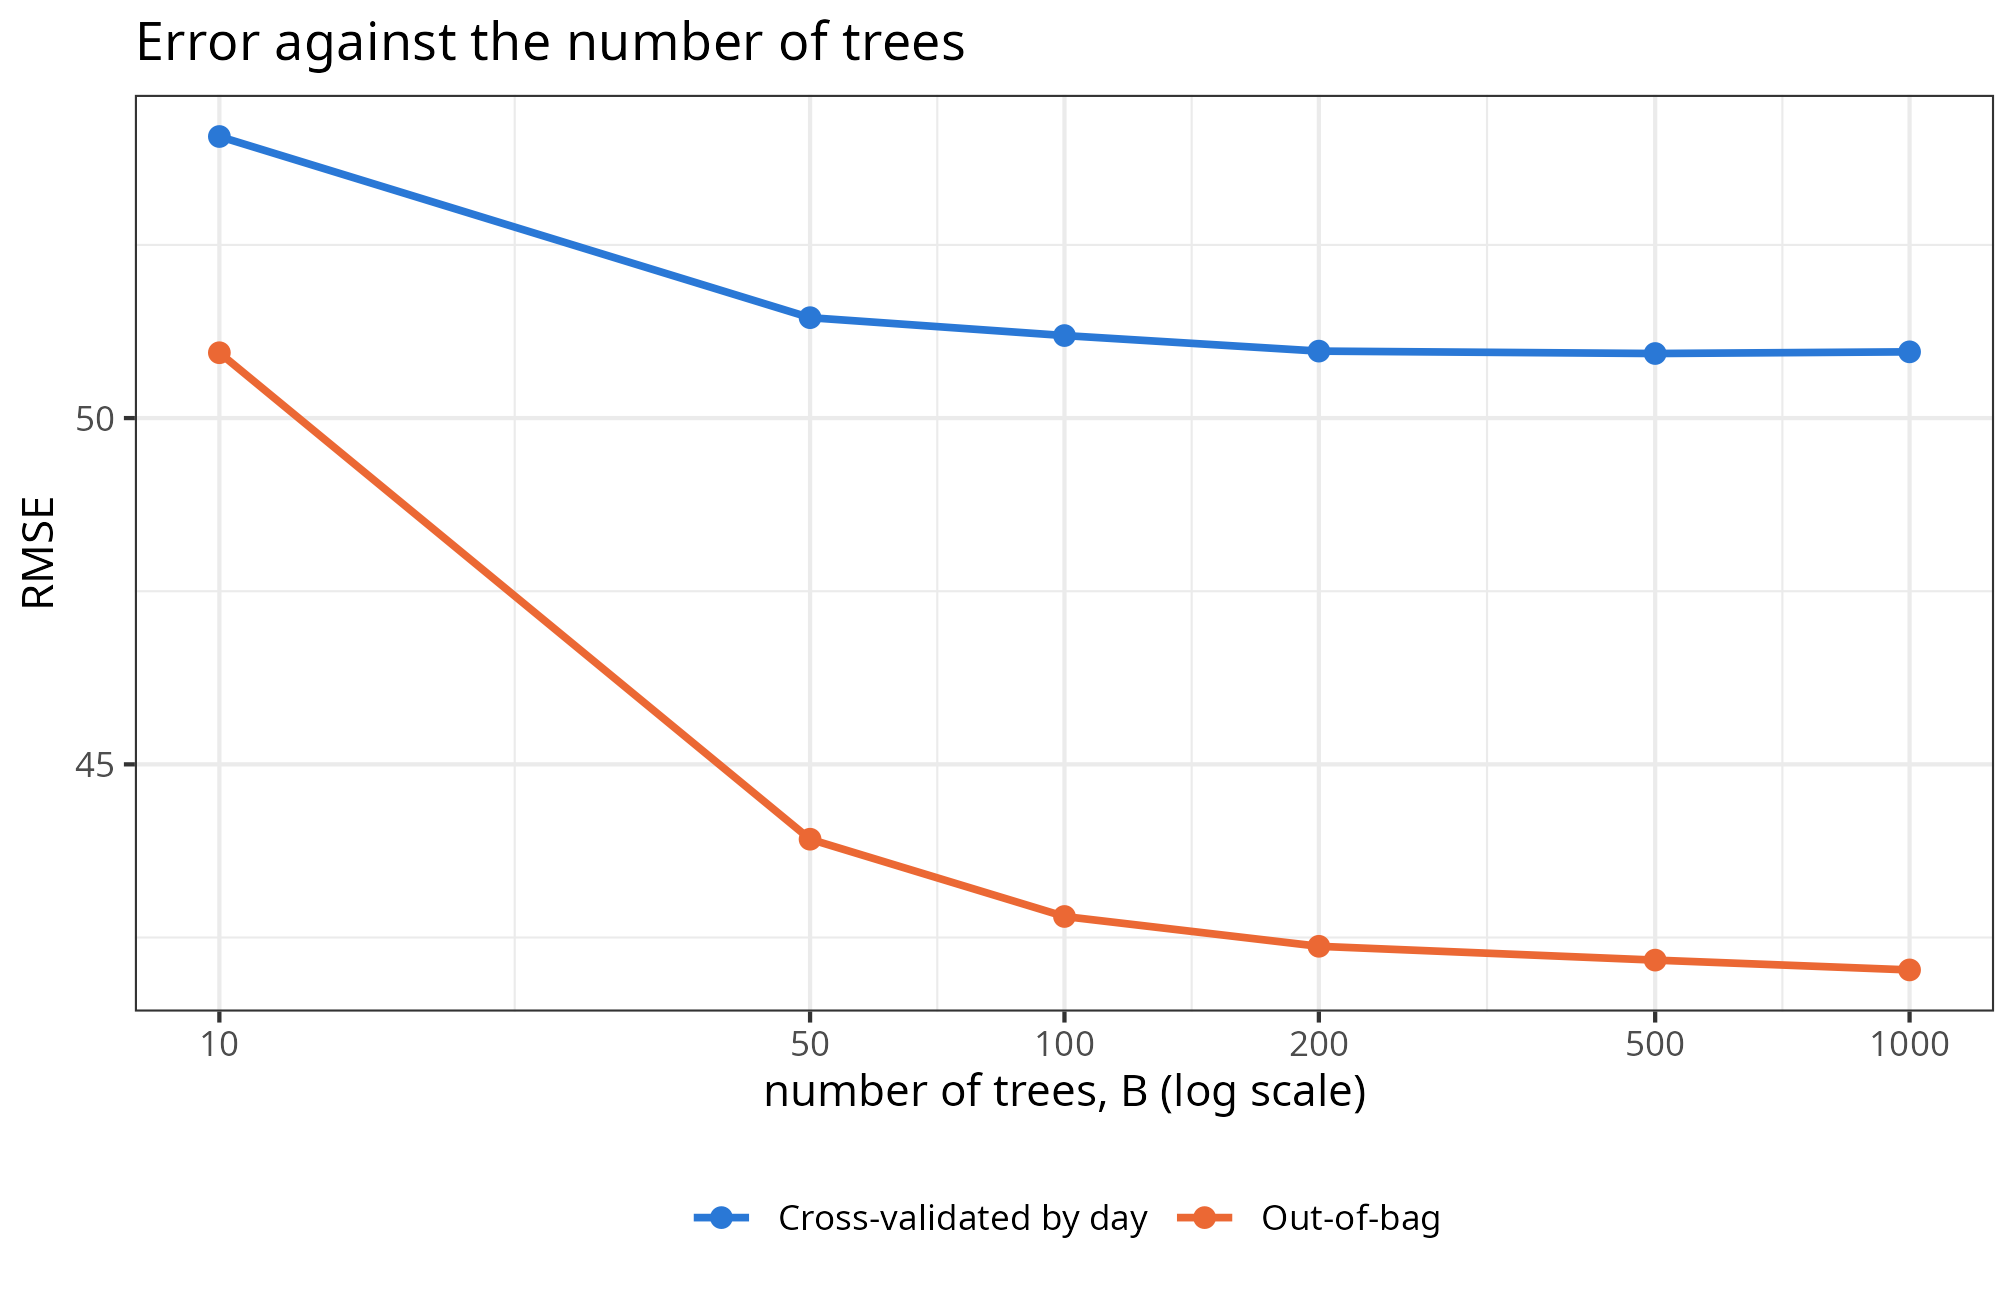 Error against the number of trees
RMSE
50
45
10 50 100 200 500 1000
number of trees, B (log scale)
Cross-validated by day Out-of-bag